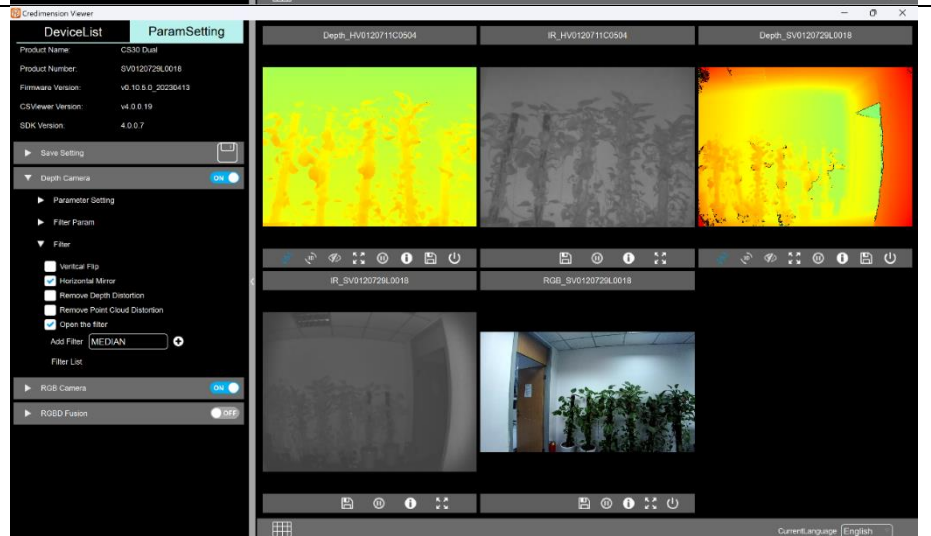 Credimension Viewer
DeviceList
ParamSetting
Product Name: CS30 Dual
Product Number: SV0120729L0018
Firmware Version: v0.10.5.0_20230413
CSViewer Version: v4.0.0.19
SDK Version: 4.0.0.7
Save Setting
Depth Camera ON
Parameter Setting
Filter Param
Filter
Veritcal Flip
Horizontal Mirror
Remove Depth Distortion
Remove Point Cloud Distortion
Open the filter
Add Filter MEDIAN
Filter List
RGB Camera ON
RGBD Fusion OFF
Depth_HV0120711C0504
IR_HV0120711C0504
Depth_SV0120729L0018
IR_SV0120729L0018
RGB_SV0120729L0018
CurrentLanguage English